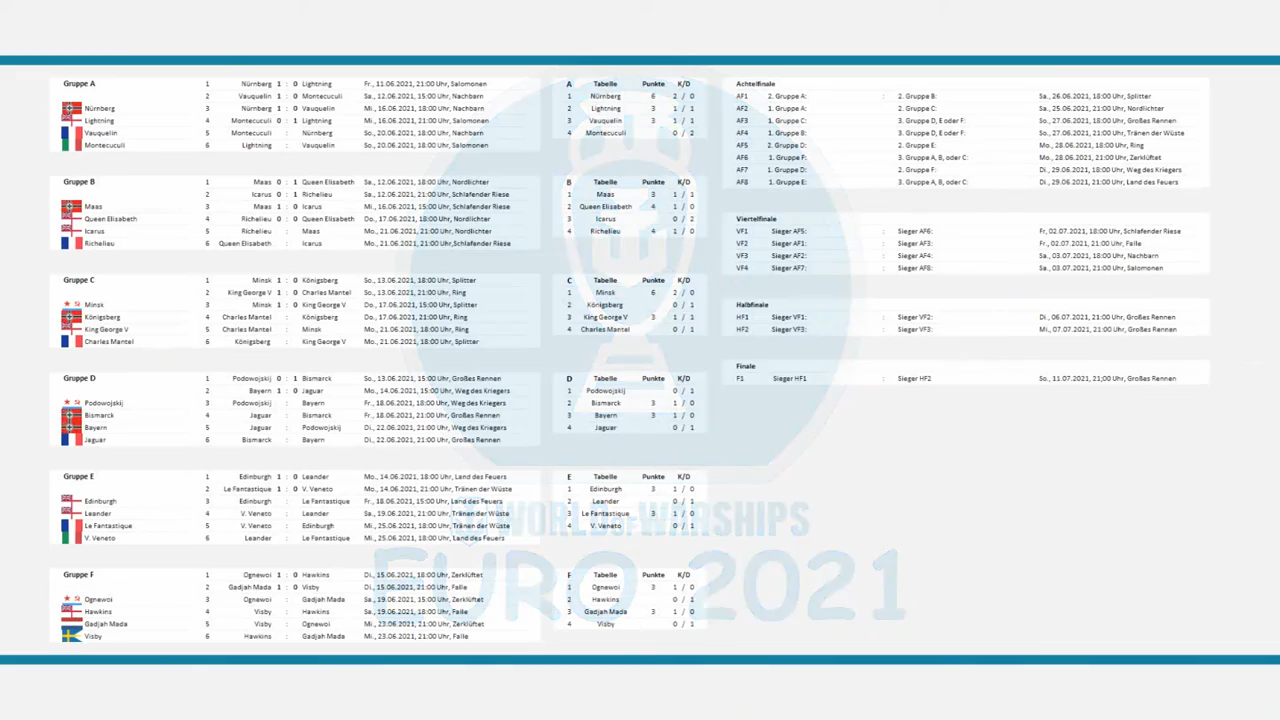 Gruppe A
1 Nürnberg 1 : 0 Lightning Fr., 11.06.2021, 21:00 Uhr, Salomonen
2 Vauquelin 1 : 0 Montecuculi Sa., 12.06.2021, 15:00 Uhr, Nachbarn
Nürnberg 3 Nürnberg 1 : 0 Vauquelin Mi., 16.06.2021, 18:00 Uhr, Nachbarn
Lightning 4 Montecuculi 0 : 1 Lightning Mi., 16.06.2021, 21:00 Uhr, Salomonen
Vauquelin 5 Montecuculi : Nürnberg So., 20.06.2021, 18:00 Uhr, Nachbarn
Montecuculi 6 Lightning : Vauquelin So., 20.06.2021, 18:00 Uhr, Salomonen
A Tabelle Punkte K/D
1 Nürnberg 6 2 / 0
2 Lightning 3 1 / 1
3 Vauquelin 3 1 / 1
4 Montecuculi 0 / 2
Gruppe B
1 Maas 0 : 1 Queen Elisabeth Sa., 12.06.2021, 18:00 Uhr, Nordlichter
2 Icarus 0 : 1 Richelieu Sa., 12.06.2021, 21:00 Uhr, Schlafender Riese
Maas 3 Maas 1 : 0 Icarus Mi., 16.06.2021, 15:00 Uhr, Schlafender Riese
Queen Elisabeth 4 Richelieu 0 : 0 Queen Elisabeth Do., 17.06.2021, 18:00 Uhr, Nordlichter
Icarus 5 Richelieu : Maas Mo., 21.06.2021, 21:00 Uhr, Nordlichter
Richelieu 6 Queen Elisabeth : Icarus Mo., 21.06.2021, 21:00 Uhr,Schlafender Riese
B Tabelle Punkte K/D
1 Maas 3 1 / 1
2 Queen Elisabeth 4 1 / 0
3 Icarus 0 / 2
4 Richelieu 4 1 / 0
Gruppe C
1 Minsk 1 : 0 Königsberg So., 13.06.2021, 18:00 Uhr, Splitter
2 King George V 1 : 0 Charles Martel So., 13.06.2021, 21:00 Uhr, Ring
Minsk 3 Minsk 1 : 0 King George V Do., 17.06.2021, 15:00 Uhr, Splitter
Königsberg 4 Charles Mantel : Königsberg Do., 17.06.2021, 21:00 Uhr, Ring
King George V 5 Charles Mantel : Minsk Mo., 21.06.2021, 18:00 Uhr, Ring
Charles Mantel 6 Königsberg : King George V Mo., 21.06.2021, 18:00 Uhr, Splitter
C Tabelle Punkte K/D
1 Minsk 6 2 / 0
2 Königsberg 0 / 1
3 King George V 3 1 / 1
4 Charles Mantel 0 / 1
Gruppe D
1 Podowojskij 0 : 1 Bismarck So., 13.06.2021, 15:00 Uhr, Großes Rennen
2 Bayern 1 : 0 Jaguar Mo., 14.06.2021, 15:00 Uhr, Weg des Kriegers
Podowojskij 3 Podowojskij : Bayern Fr., 18.06.2021, 18:00 Uhr, Weg des Kriegers
Bismarck 4 Jaguar : Bismarck Fr., 18.06.2021, 21:00 Uhr, Großes Rennen
Bayern 5 Jaguar : Podowojskij Di., 22.06.2021, 21:00 Uhr, Weg des Kriegers
Jaguar 6 Bismarck : Bayern Di., 22.06.2021, 21:00 Uhr, Großes Rennen
D Tabelle Punkte K/D
1 Podowojskij 0 / 1
2 Bismarck 3 1 / 0
3 Bayern 3 1 / 0
4 Jaguar 0 / 1
Gruppe E
1 Edinburgh 1 : 0 Leander Mo., 14.06.2021, 18:00 Uhr, Land des Feuers
2 Le Fantastique 1 : 0 V. Veneto Mo., 14.06.2021, 21:00 Uhr, Tränen der Wüste
Edinburgh 3 Edinburgh : Le Fantastique Fr., 18.06.2021, 15:00 Uhr, Land des Feuers
Leander 4 V. Veneto : Leander Sa., 19.06.2021, 21:00 Uhr, Tränen der Wüste
Le Fantastique 5 V. Veneto : Edinburgh Mi., 25.06.2021, 18:00 Uhr, Tränen der Wüste
V. Veneto 6 Leander : Le Fantastique Mi., 25.06.2021, 18:00 Uhr, Land des Feuers
E Tabelle Punkte K/D
1 Edinburgh 3 1 / 0
2 Leander 0 / 1
3 Le Fantastique 3 1 / 0
4 V. Veneto 0 / 1
Gruppe F
1 Ognewoi 1 : 0 Hawkins Di., 15.06.2021, 18:00 Uhr, Zerklüftet
2 Gadjah Mada 1 : 0 Visby Di., 15.06.2021, 21:00 Uhr, Falle
Ognewoi 3 Ognewoi : Gadjah Mada Sa., 19.06.2021, 15:00 Uhr, Zerklüftet
Hawkins 4 Visby : Hawkins Sa., 19.06.2021, 18:00 Uhr, Falle
Gadjah Mada 5 Visby : Ognewoi Mi., 23.06.2021, 21:00 Uhr, Zerklüftet
Visby 6 Hawkins : Gadjah Mada Mi., 23.06.2021, 21:00 Uhr, Falle
F Tabelle Punkte K/D
1 Ognewoi 3 1 / 0
2 Hawkins 0 / 1
3 Gadjah Mada 3 1 / 0
4 Visby 0 / 1
Achtelfinale
AF1 2. Gruppe A: : 2. Gruppe B: Sa., 26.06.2021, 18:00 Uhr, Splitter
AF2 1. Gruppe A: 2. Gruppe C: Sa., 26.06.2021, 21:00 Uhr, Nordlichter
AF3 1. Gruppe C: 3. Gruppe D, E oder F: So., 27.06.2021, 18:00 Uhr, Großes Rennen
AF4 1. Gruppe B: 3. Gruppe D, E oder F: So., 27.06.2021, 21:00 Uhr, Tränen der Wüste
AF5 2. Gruppe D: 2. Gruppe E: Mo., 28.06.2021, 18:00 Uhr, Ring
AF6 1. Gruppe F: 3. Gruppe A, B, oder C: Mo., 28.06.2021, 21:00 Uhr, Zerklüftet
AF7 1. Gruppe D: 2. Gruppe F: Di., 29.06.2021, 18:00 Uhr, Weg des Kriegers
AF8 1. Gruppe E: 3. Gruppe A, B, oder C: Di., 29.06.2021, 21:00 Uhr, Land des Feuers
Viertelfinale
VF1 Sieger AF5: : Sieger AF6: Fr, 02.07.2021, 18:00 Uhr, Schlafender Riese
VF2 Sieger AF1: : Sieger AF3: Fr., 02.07.2021, 21:00 Uhr, Falle
VF3 Sieger AF2: : Sieger AF4: Sa., 03.07.2021, 18:00 Uhr, Nachbarn
VF4 Sieger AF7: : Sieger AF8: Sa., 03.07.2021, 21:00 Uhr, Salomonen
Halbfinale
HF1 Sieger VF1: : Sieger VF2: Di., 06.07.2021, 21:00 Uhr, Großes Rennen
HF2 Sieger VF3: : Sieger VF3: Mi., 07.07.2021, 21:00 Uhr, Großes Rennen
Finale
F1 Sieger HF1 : Sieger HF2 So., 11.07.2021, 21;00 Uhr, Großes Rennen
WORLD of WARSHIPS
EURO 2021